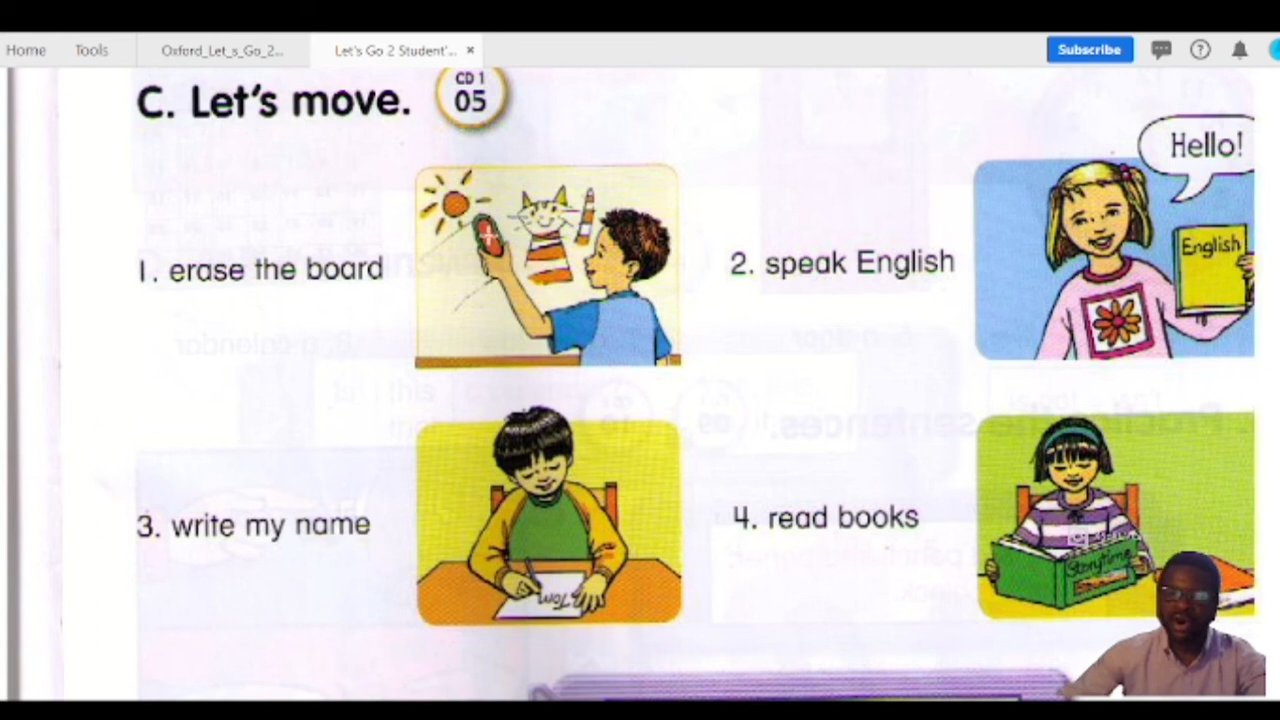 Home Tools Oxford_Let_s_Go_2... Let's Go 2 Student'... × Subscribe
C. Let's move.
CD 1
05
1. erase the board
2. speak English
Hello!
English
3. write my name
Tom
4. read books
Storytime